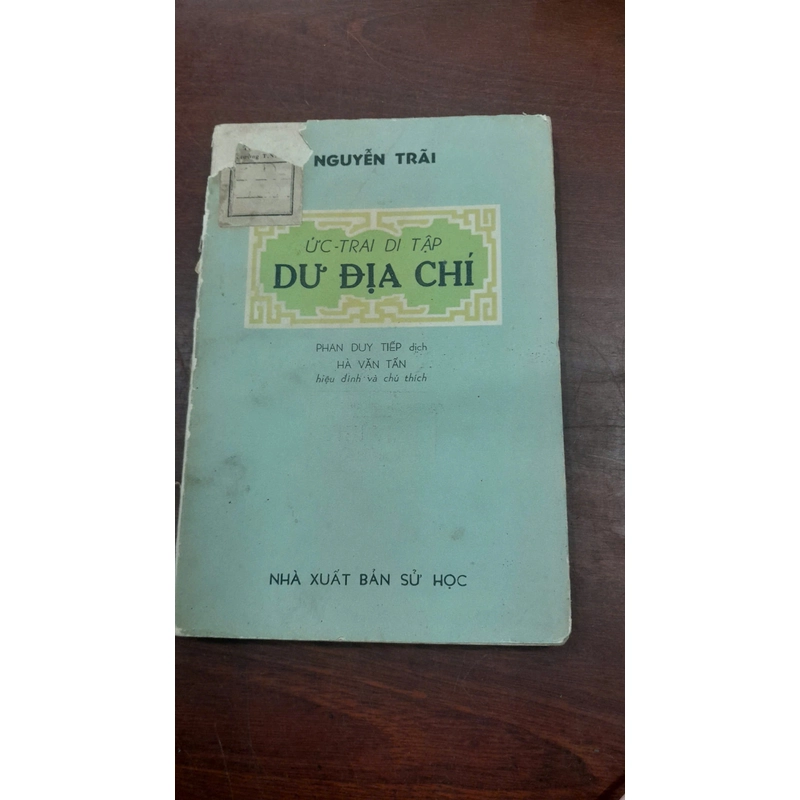 NGUYỄN TRÃI
ỨC-TRAI DI TẬP
DƯ ĐỊA CHÍ
PHAN DUY TIẾP dịch
HÀ VĂN TẤN
hiệu đính và chú thích
NHÀ XUẤT BẢN SỬ HỌC